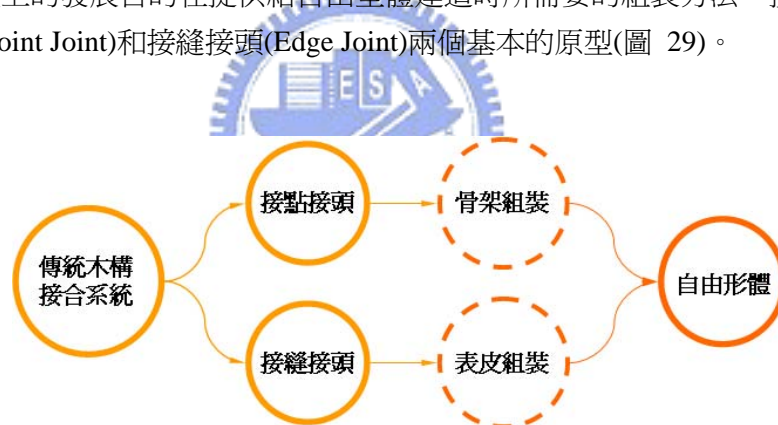 oint Joint)和接縫接頭(Edge Joint)兩個基本的原型(圖 29)。
ESA
接點接頭
骨架組裝
傳統木構
接合系統
自由形體
接縫接頭
表皮組裝